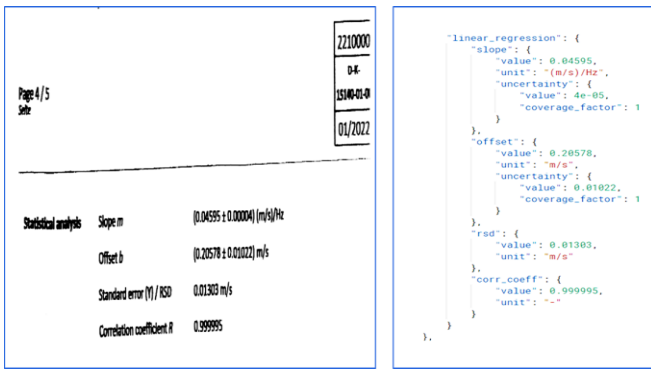 2210000
D-K-
15140-01-0
01/2022
Page 4 / 5
Seite
Statistical analysis Slope m (0.04595 ± 0.00004) (m/s)/Hz
Offset b (0.20578 ± 0.01022) m/s
Standard error (Y) / RSD 0.01303 m/s
Correlation coefficient R 0.999995
"linear_regression": {
"slope": {
"value": 0.04595,
"unit": "(m/s)/Hz",
"uncertainty": {
"value": 4e-05,
"coverage_factor": 1
}
},
"offset": {
"value": 0.20578,
"unit": "m/s",
"uncertainty": {
"value": 0.01022,
"coverage_factor": 1
}
},
"rsd": {
"value": 0.01303,
"unit": "m/s"
},
"corr_coeff": {
"value": 0.999995,
"unit": "-"
}
}
},